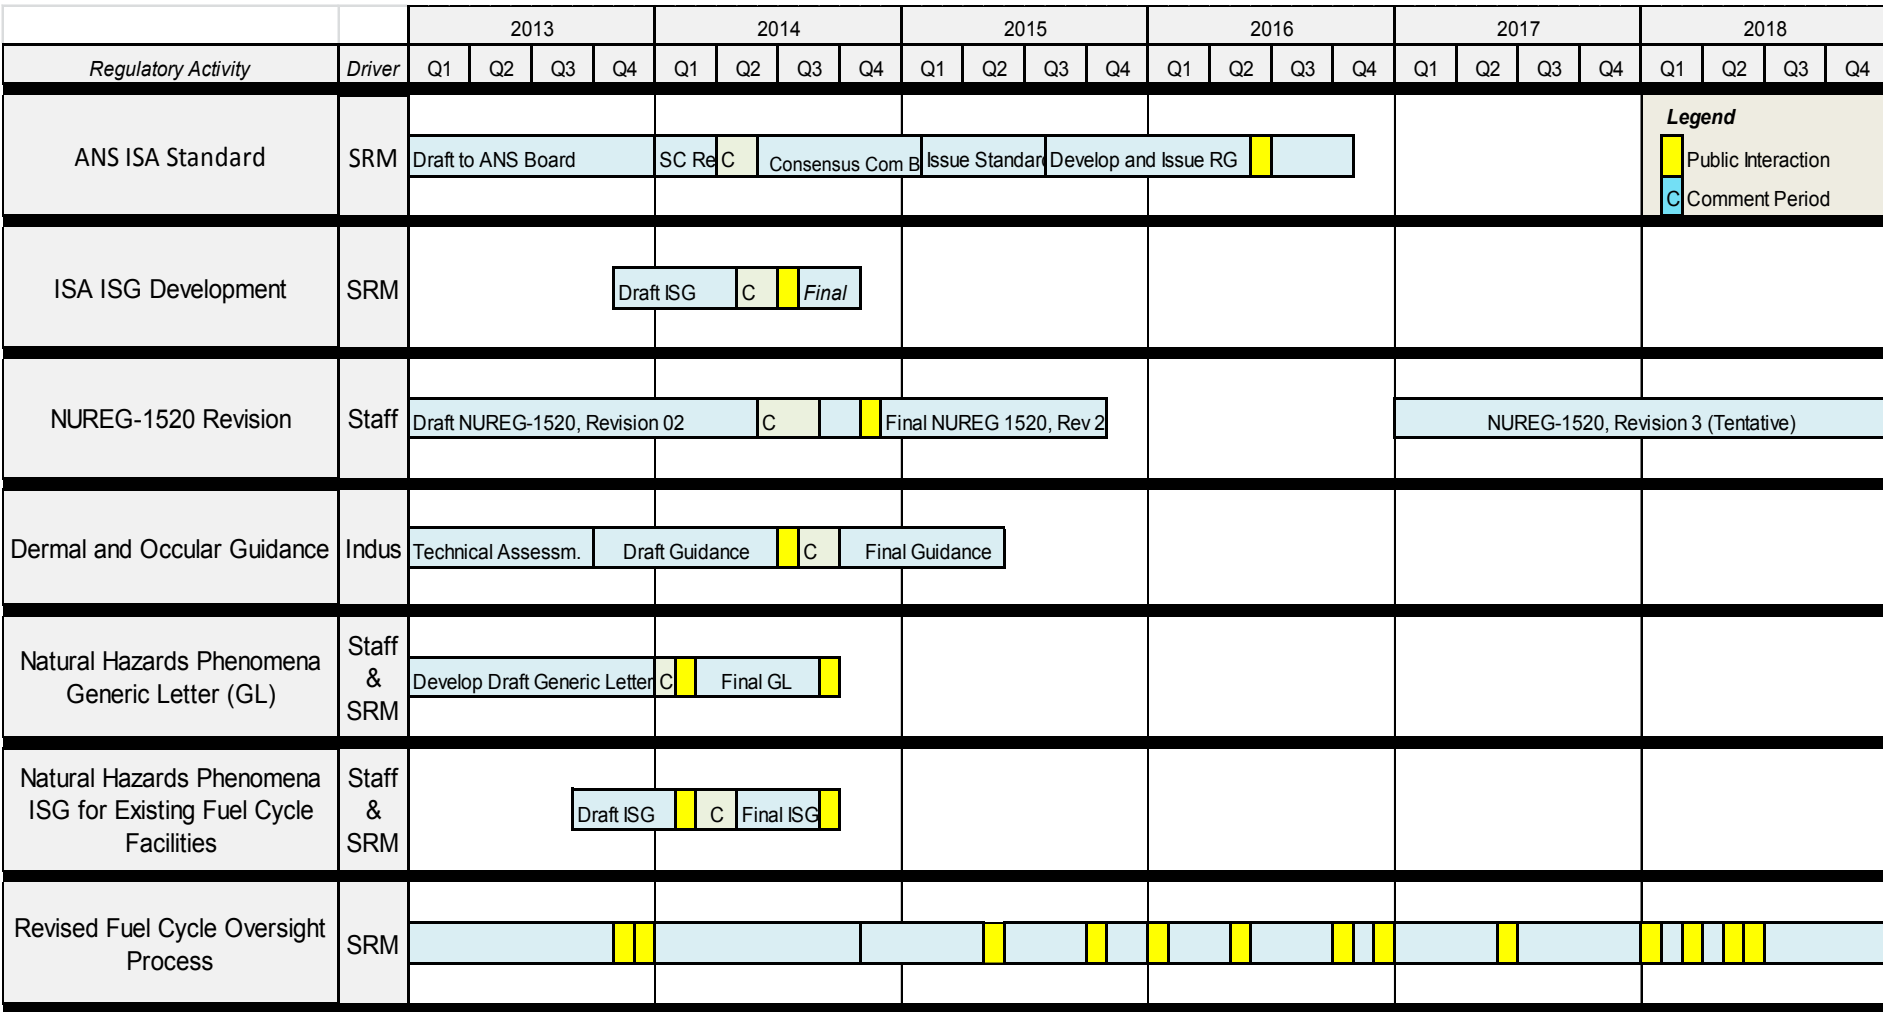 2013 2014 2015 2016 2017 2018
Regulatory Activity Driver Q1 Q2 Q3 Q4 Q1 Q2 Q3 Q4 Q1 Q2 Q3 Q4 Q1 Q2 Q3 Q4 Q1 Q2 Q3 Q4 Q1 Q2 Q3 Q4
ANS ISA Standard SRM Draft to ANS Board SC Re C Consensus Com B Issue Standar Develop and Issue RG
Legend
Public Interaction
C Comment Period
ISA ISG Development SRM Draft ISG C Final
NUREG-1520 Revision Staff Draft NUREG-1520, Revision 02 C Final NUREG 1520, Rev 2 NUREG-1520, Revision 3 (Tentative)
Dermal and Occular Guidance Indus Technical Assessm. Draft Guidance C Final Guidance
Natural Hazards Phenomena
Generic Letter (GL)
Staff
&
SRM
Develop Draft Generic Letter C Final GL
Natural Hazards Phenomena
ISG for Existing Fuel Cycle
Facilities
Staff
&
SRM
Draft ISG C Final ISG
Revised Fuel Cycle Oversight
Process
SRM